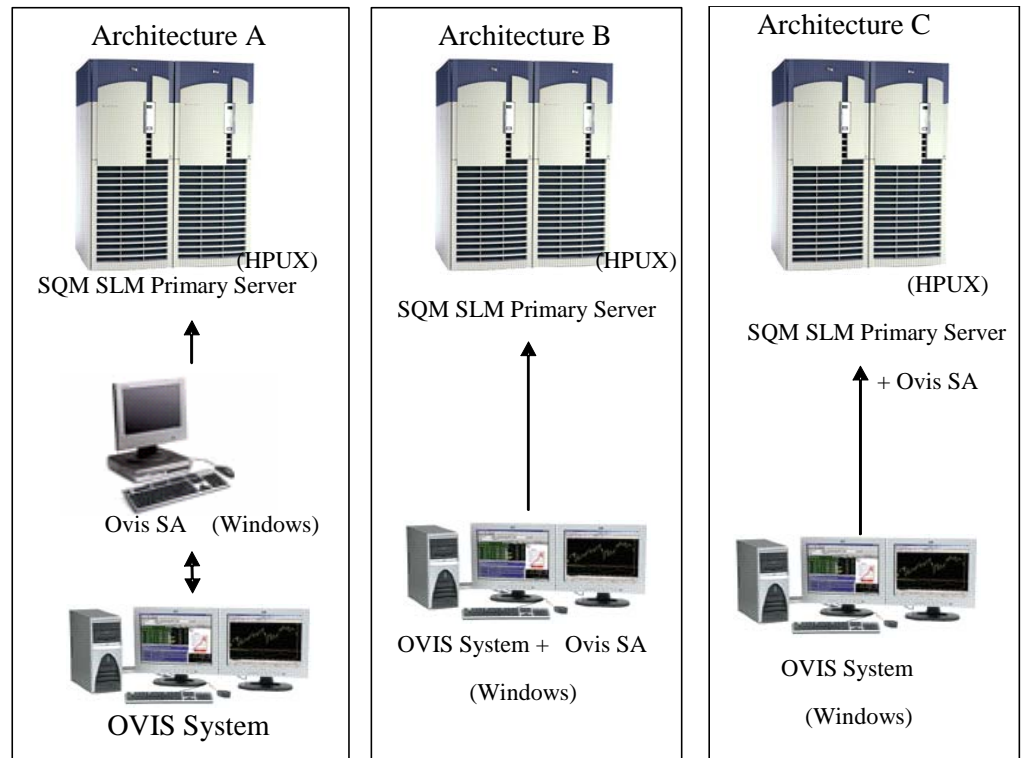 Architecture A
(HPUX)
SQM SLM Primary Server
Ovis SA (Windows)
OVIS System
Architecture B
(HPUX)
SQM SLM Primary Server
OVIS System + Ovis SA
(Windows)
Architecture C
(HPUX)
SQM SLM Primary Server
+ Ovis SA
OVIS System
(Windows)